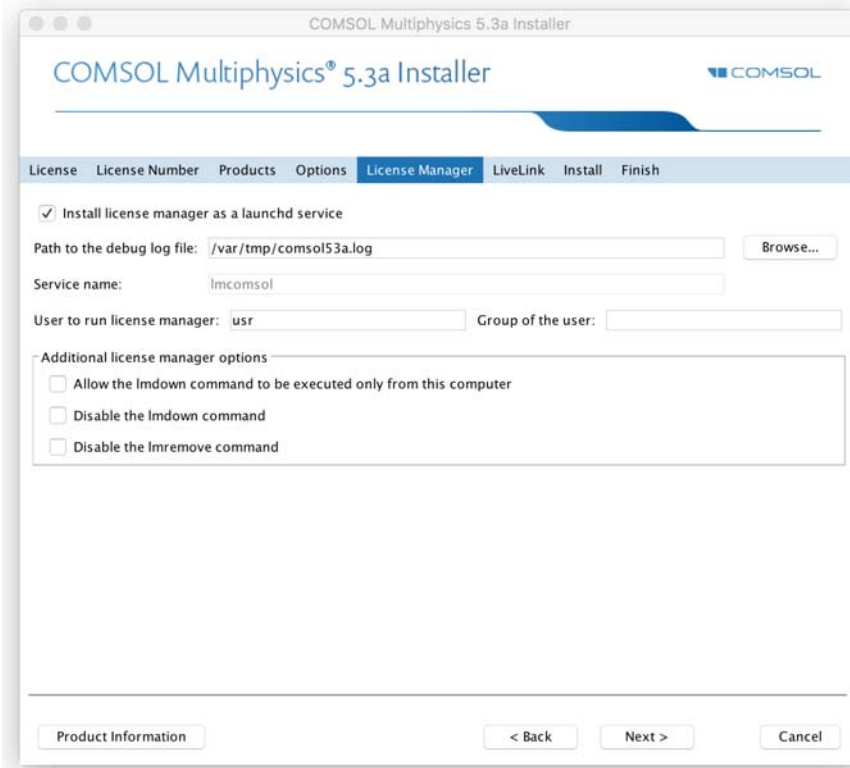 COMSOL Multiphysics 5.3a Installer
COMSOL Multiphysics® 5.3a Installer
COMSOL
License License Number Products Options License Manager LiveLink Install Finish
Install license manager as a launchd service
Path to the debug log file: /var/tmp/comsol53a.log Browse...
Service name: lmcomsol
User to run license manager: usr Group of the user:
Additional license manager options
Allow the lmdown command to be executed only from this computer
Disable the lmdown command
Disable the lmremove command
Product Information < Back Next > Cancel